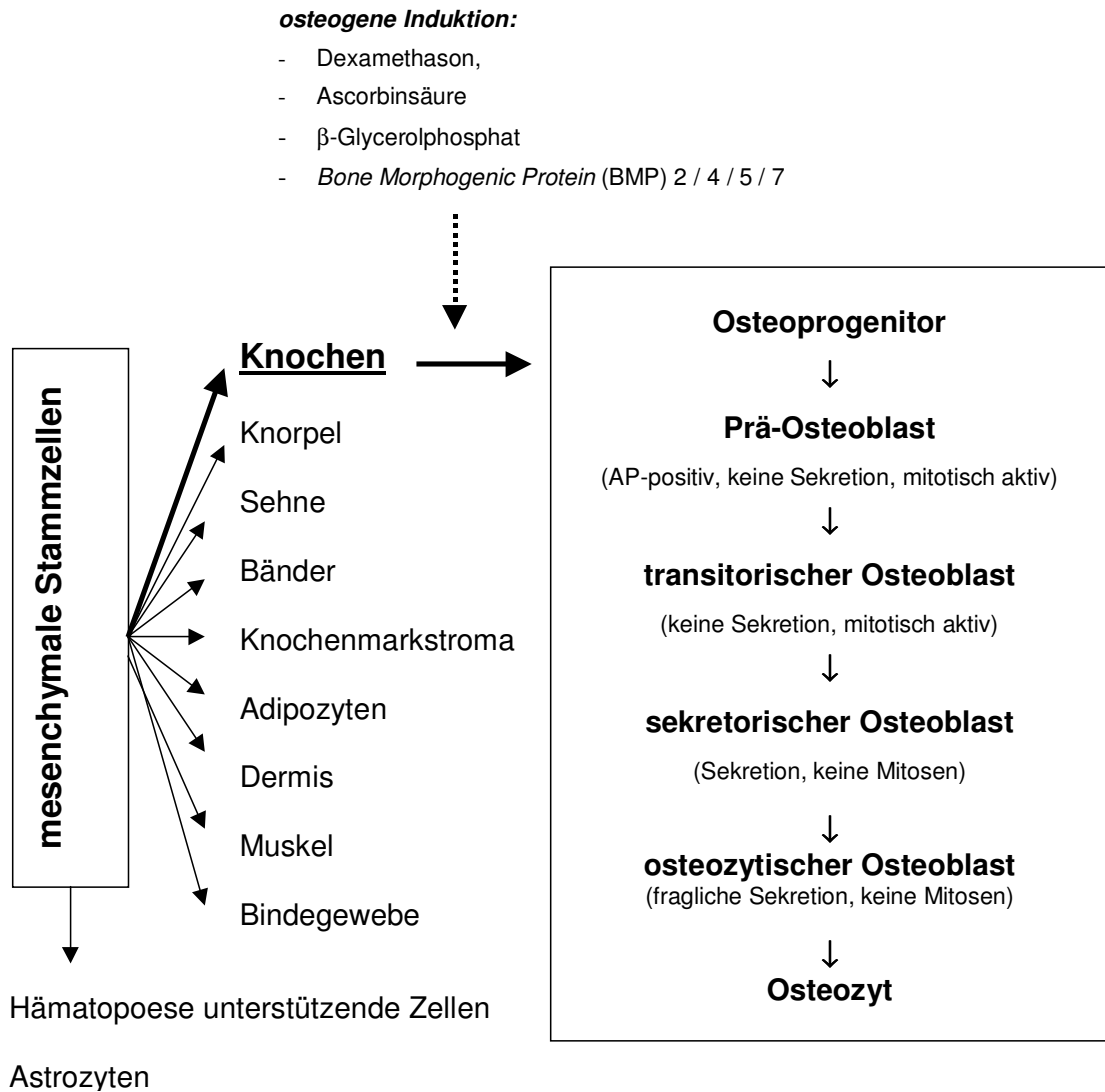 osteogene Induktion:
- Dexamethason,
- Ascorbinsäure
- β-Glycerolphosphat
- Bone Morphogenic Protein (BMP) 2 / 4 / 5 / 7
mesenchymale Stammzellen
Knochen
Knorpel
Sehne
Bänder
Knochenmarkstroma
Adipozyten
Dermis
Muskel
Bindegewebe
Hämatopoese unterstützende Zellen
Astrozyten
Osteoprogenitor
Prä-Osteoblast
(AP-positiv, keine Sekretion, mitotisch aktiv)
transitorischer Osteoblast
(keine Sekretion, mitotisch aktiv)
sekretorischer Osteoblast
(Sekretion, keine Mitosen)
osteozytischer Osteoblast
(fragliche Sekretion, keine Mitosen)
Osteozyt